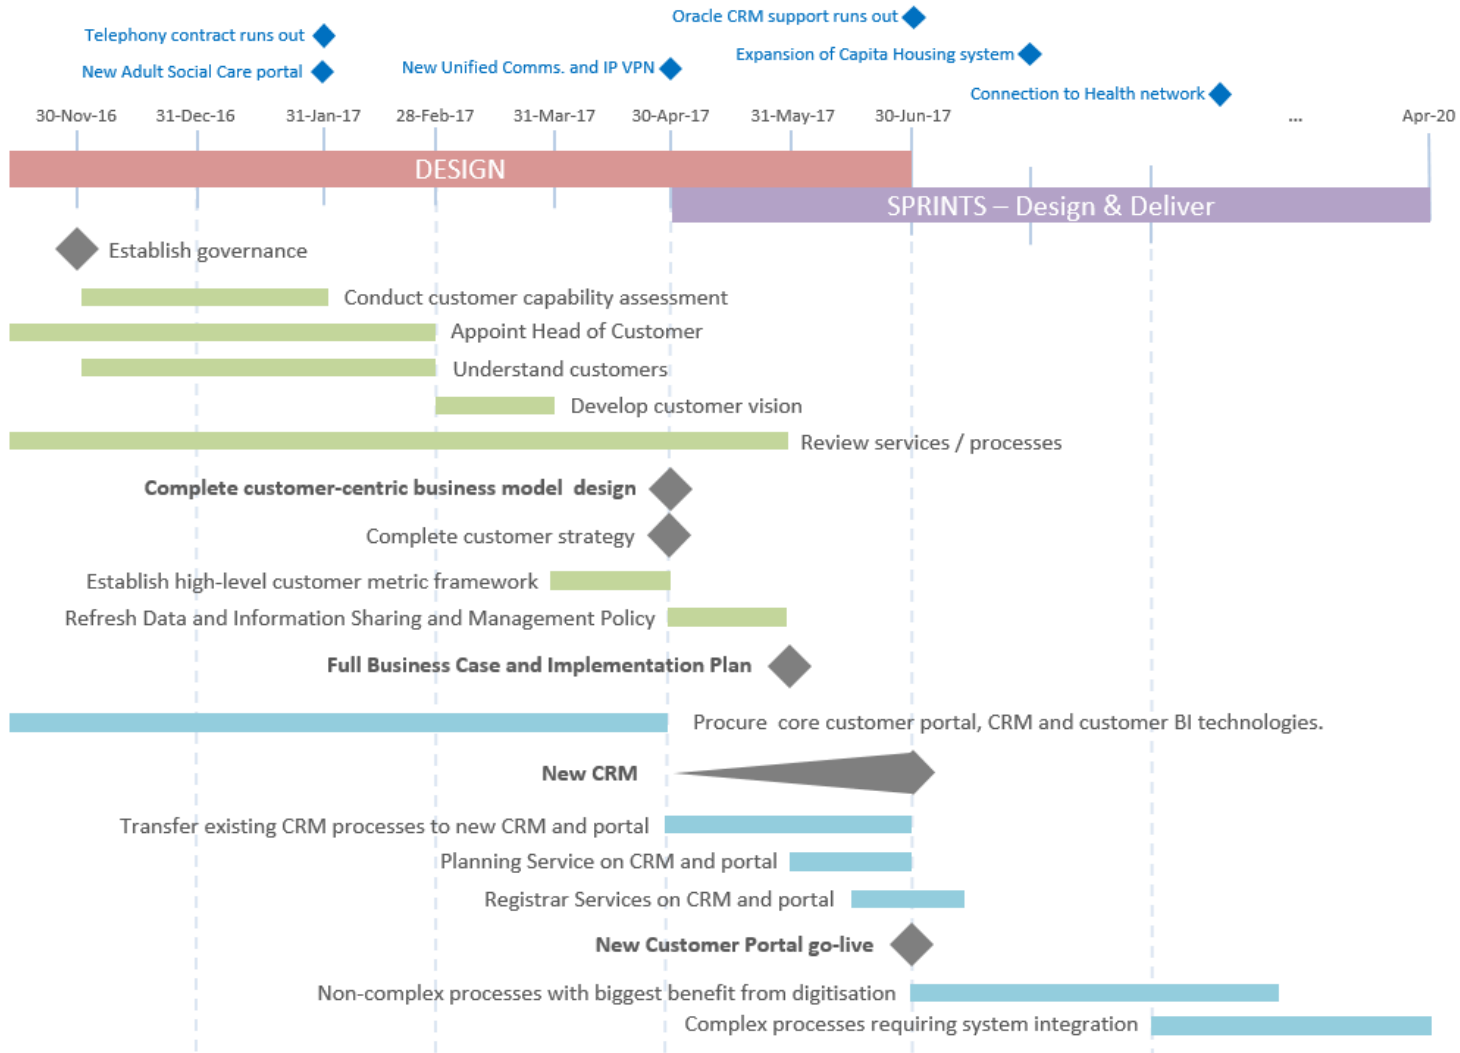 Oracle CRM support runs out
Telephony contract runs out
Expansion of Capita Housing system
New Adult Social Care portal
New Unified Comms. and IP VPN
Connection to Health network
30-Nov-16 31-Dec-16 31-Jan-17 28-Feb-17 31-Mar-17 30-Apr-17 31-May-17 30-Jun-17 ... Apr-20
DESIGN
SPRINTS – Design & Deliver
Establish governance
Conduct customer capability assessment
Appoint Head of Customer
Understand customers
Develop customer vision
Review services / processes
Complete customer-centric business model design
Complete customer strategy
Establish high-level customer metric framework
Refresh Data and Information Sharing and Management Policy
Full Business Case and Implementation Plan
Procure core customer portal, CRM and customer BI technologies.
New CRM
Transfer existing CRM processes to new CRM and portal
Planning Service on CRM and portal
Registrar Services on CRM and portal
New Customer Portal go-live
Non-complex processes with biggest benefit from digitisation
Complex processes requiring system integration